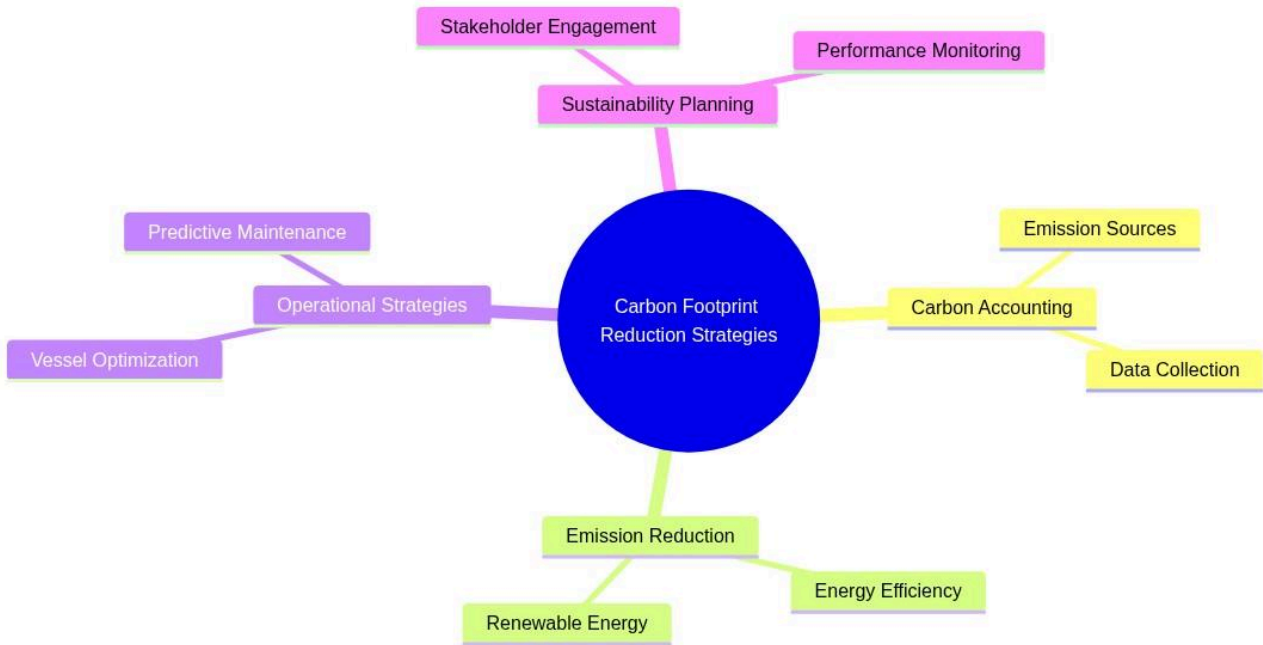 Stakeholder Engagement
Performance Monitoring
Sustainability Planning
Predictive Maintenance
Operational Strategies
Vessel Optimization
Carbon Footprint
Reduction Strategies
Emission Sources
Carbon Accounting
Data Collection
Emission Reduction
Energy Efficiency
Renewable Energy